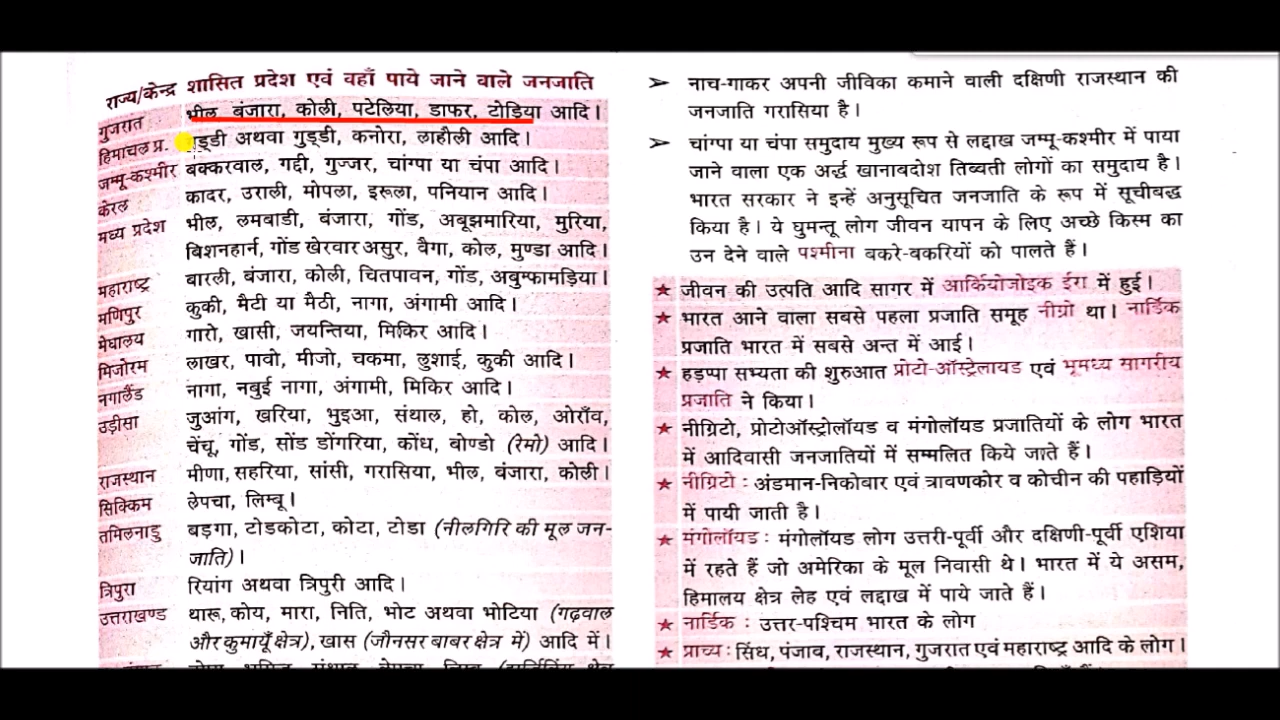 राज्य/केन्द्र शासित प्रदेश एवं वहाँ पाये जाने वाले जनजाति
गुजरात भील बंजारा, कोली, पटेलिया, डाफर, टोड़िया आदि।
हिमाचल प्र. गड्डी अथवा गुड्डी, कनोरा, लाहौली आदि।
जम्मू-कश्मीर बक्करवाल, गद्दी, गुज्जर, चांग्पा या चंपा आदि।
केरल कादर, उराली, मोपला, इरूला, पनियान आदि।
मध्य प्रदेश भील, लमबाडी, बंजारा, गोंड, अबूझमारिया, मुरिया,
बिशनहार्न, गोंड खेरवार असुर, वैगा, कोल, मुण्डा आदि।
महाराष्ट्र बारली, बंजारा, कोली, चितपावन, गोंड, अबुम्फामड़िया।
मणिपुर कुकी, मैटी या मैठी, नागा, अंगामी आदि।
मेघालय गारो, खासी, जयन्तिया, मिकिर आदि।
मिजोरम लाखर, पावो, मीजो, चकमा, लुशाई, कुकी आदि।
नगालैंड नागा, नबुई नागा, अंगामी, मिकिर आदि।
उड़ीसा जुआंग, खरिया, भुइआ, संथाल, हो, कोल, ओराँव,
चेंचू, गोंड, सोंड डोंगरिया, कोंध, बोण्डो (रेमो) आदि।
राजस्थान मीणा, सहरिया, सांसी, गरासिया, भील, बंजारा, कोली।
सिक्किम लेपचा, लिम्बू।
तमिलनाडु बड़गा, टोडकोटा, कोटा, टोडा (नीलगिरि की मूल जन-
जाति)।
त्रिपुरा रियांग अथवा त्रिपुरी आदि।
उत्तराखण्ड थारू, कोय, मारा, निति, भोट अथवा भोटिया (गढ़वाल
और कुमायूँ क्षेत्र), खास (जौनसर बाबर क्षेत्र में) आदि में।
➢ नाच-गाकर अपनी जीविका कमाने वाली दक्षिणी राजस्थान की
जनजाति गरासिया है।
➢ चांग्पा या चंपा समुदाय मुख्य रूप से लद्दाख जम्मू-कश्मीर में पाया
जाने वाला एक अर्द्ध खानाबदोश तिब्यती लोगों का समुदाय है।
भारत सरकार ने इन्हें अनुसूचित जनजाति के रूप में सूचीबद्ध
किया है। ये घुमन्तू लोग जीवन यापन के लिए अच्छे किस्म का
उन देने वाले पश्मीना बकरे-बकरियों को पालते हैं।
★ जीवन की उत्पति आदि सागर में आर्कियोजोइक ईरा में हुई।
★ भारत आने वाला सबसे पहला प्रजाति समूह नीग्रो था। नार्डिक
प्रजाति भारत में सबसे अन्त में आई।
★ हड़प्पा सभ्यता की शुरुआत प्रोटो-ऑस्ट्रेलायड एवं भूमध्य सागरीय
प्रजाति ने किया।
★ नीग्रिटो, प्रोटोऑस्ट्रोलॉयड व मंगोलॉयड प्रजातियों के लोग भारत
में आदिवासी जनजातियों में सम्मलित किये जाते हैं।
★ नीग्रिटो : अंडमान-निकोबार एवं त्रावणकोर व कोचीन की पहाड़ियों
में पायी जाती है।
★ मंगोलॉयड : मंगोलॉयड लोग उत्तरी-पूर्वी और दक्षिणी-पूर्वी एशिया
में रहते हैं जो अमेरिका के मूल निवासी थे। भारत में ये असम,
हिमालय क्षेत्र लेह एवं लद्दाख में पाये जाते हैं।
★ नार्डिक : उत्तर-पश्चिम भारत के लोग
★ प्राच्य : सिंध, पंजाव, राजस्थान, गुजरात एवं महाराष्ट्र आदि के लोग।